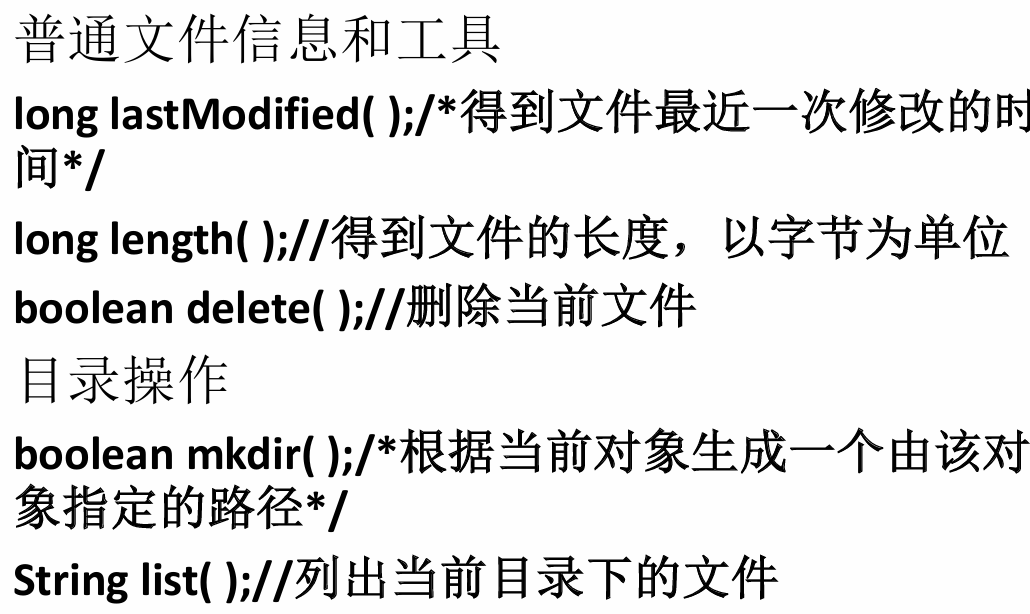 普通文件信息和工具
long lastModified( );/*得到文件最近一次修改的时
间*/
long length( );//得到文件的长度，以字节为单位
boolean delete( );//删除当前文件
目录操作
boolean mkdir( );/*根据当前对象生成一个由该对
象指定的路径*/
String list( );//列出当前目录下的文件